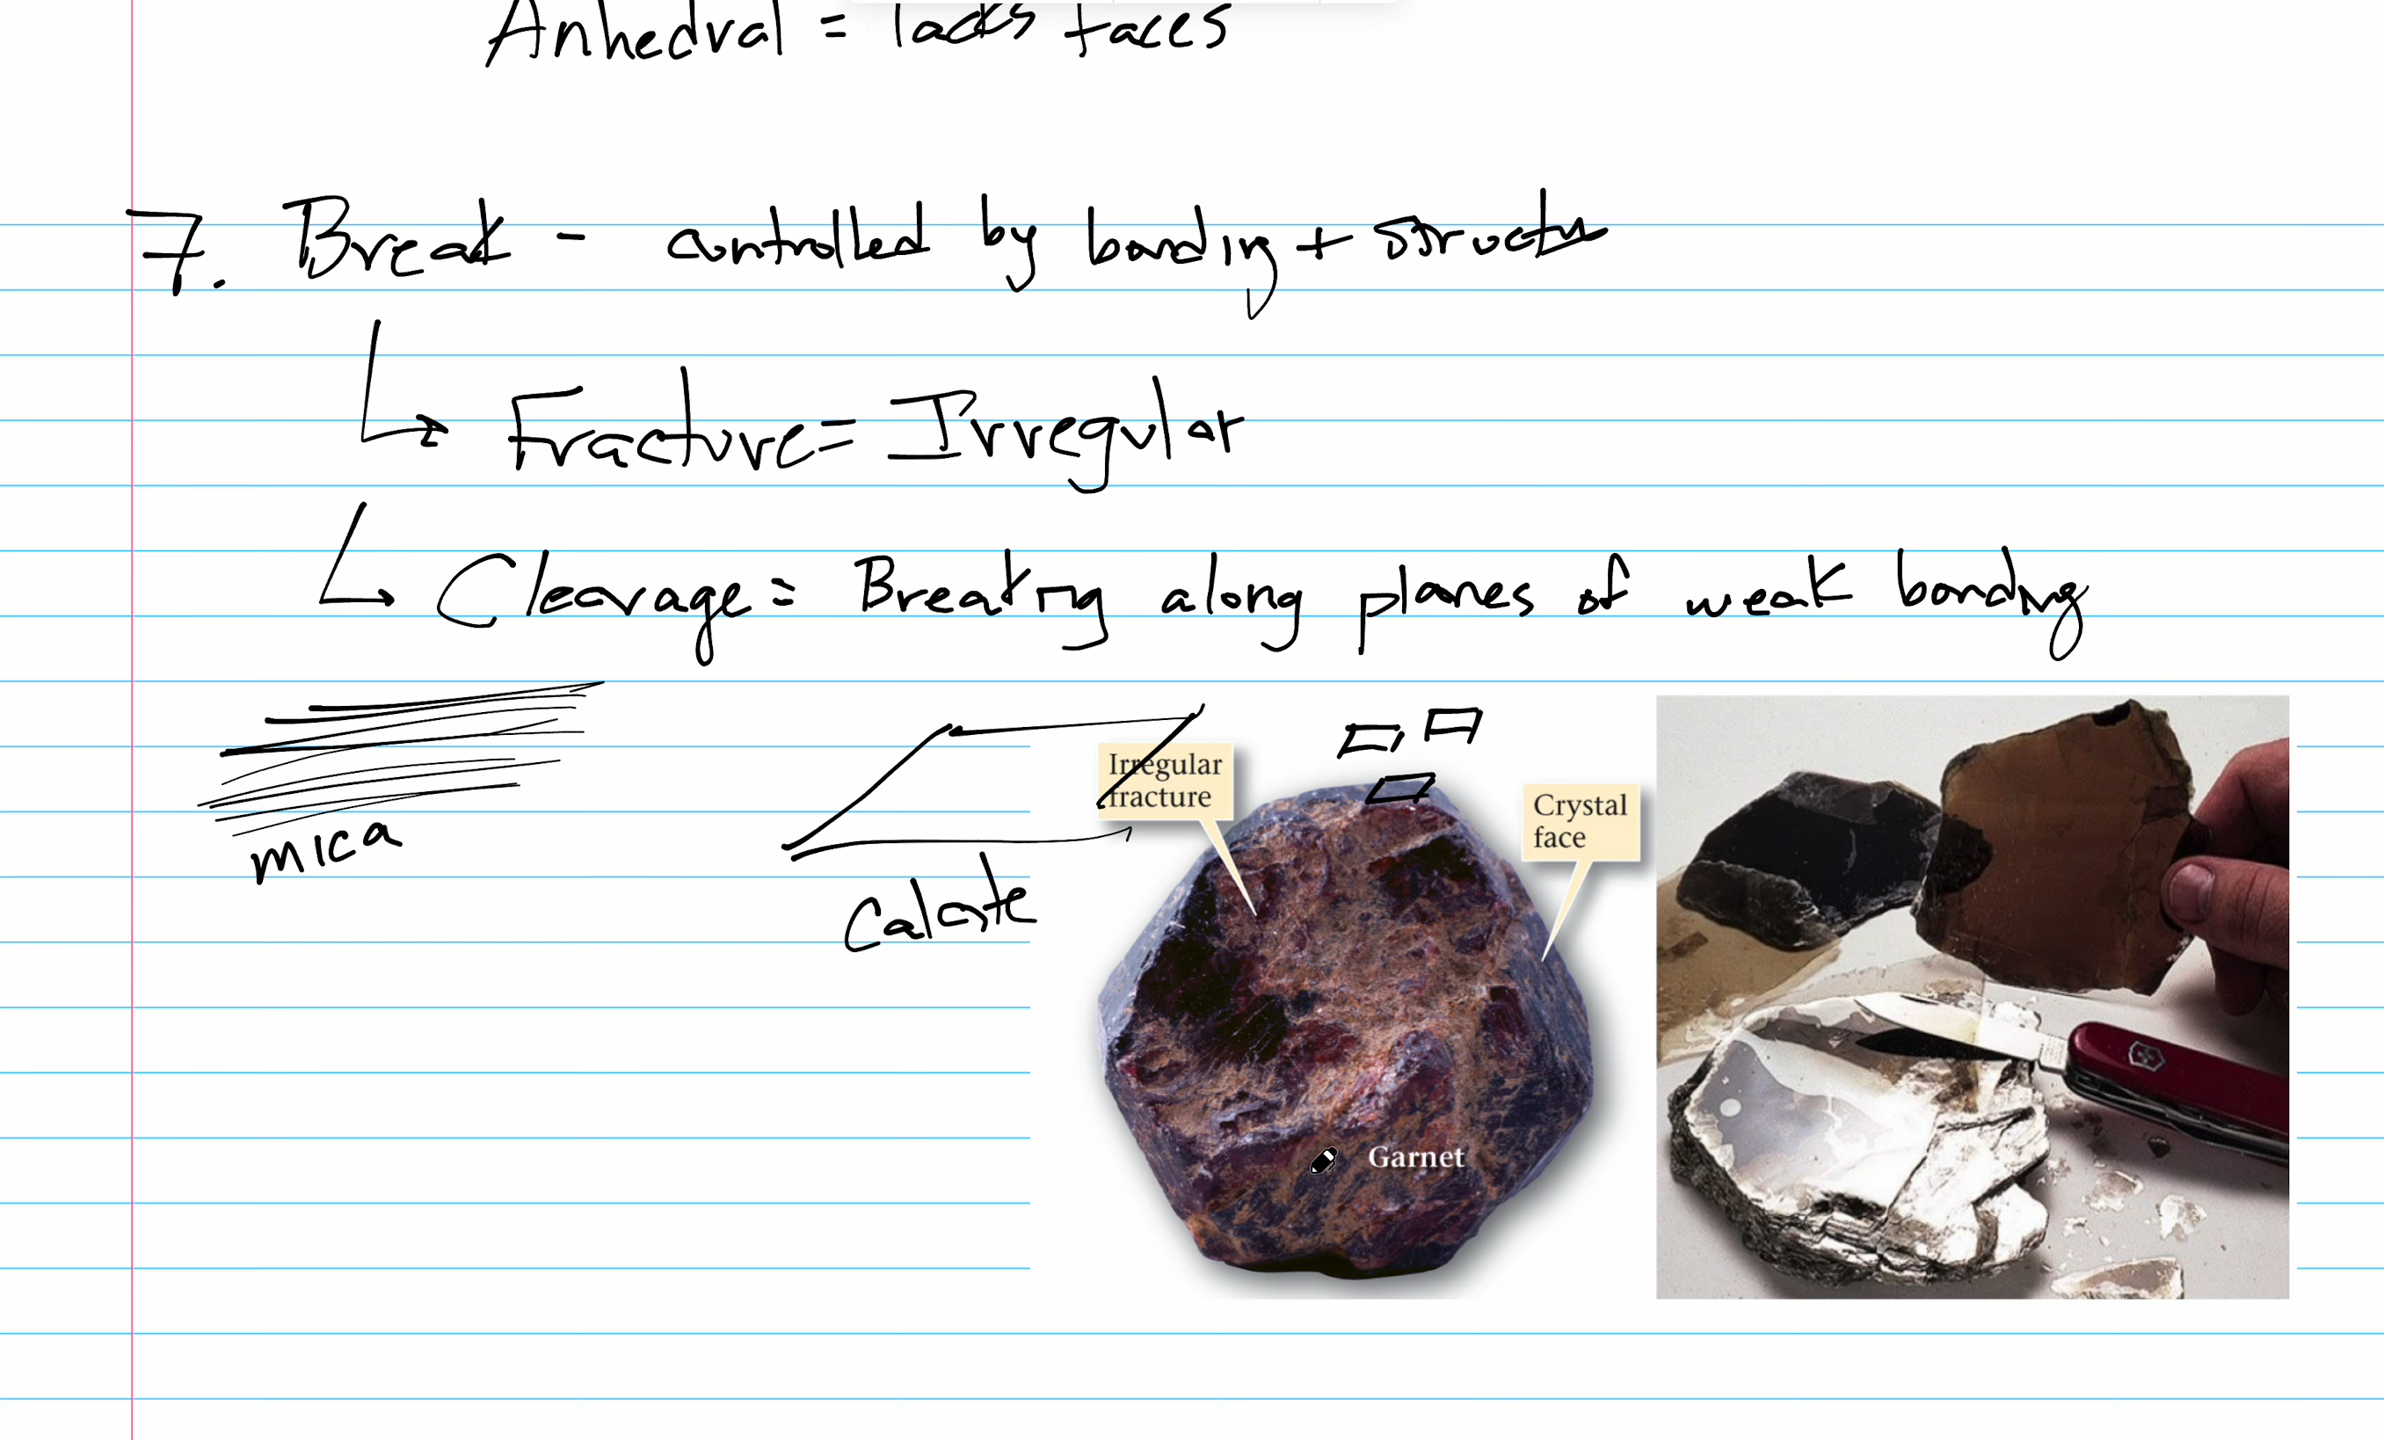 Anhedral = lacks faces
7. Break - controlled by bonding + structu
Fracture = Irregular
Cleavage = Breaking along planes of weak bonding
mica
Calcite
Irregular
fracture
Crystal
face
Garnet